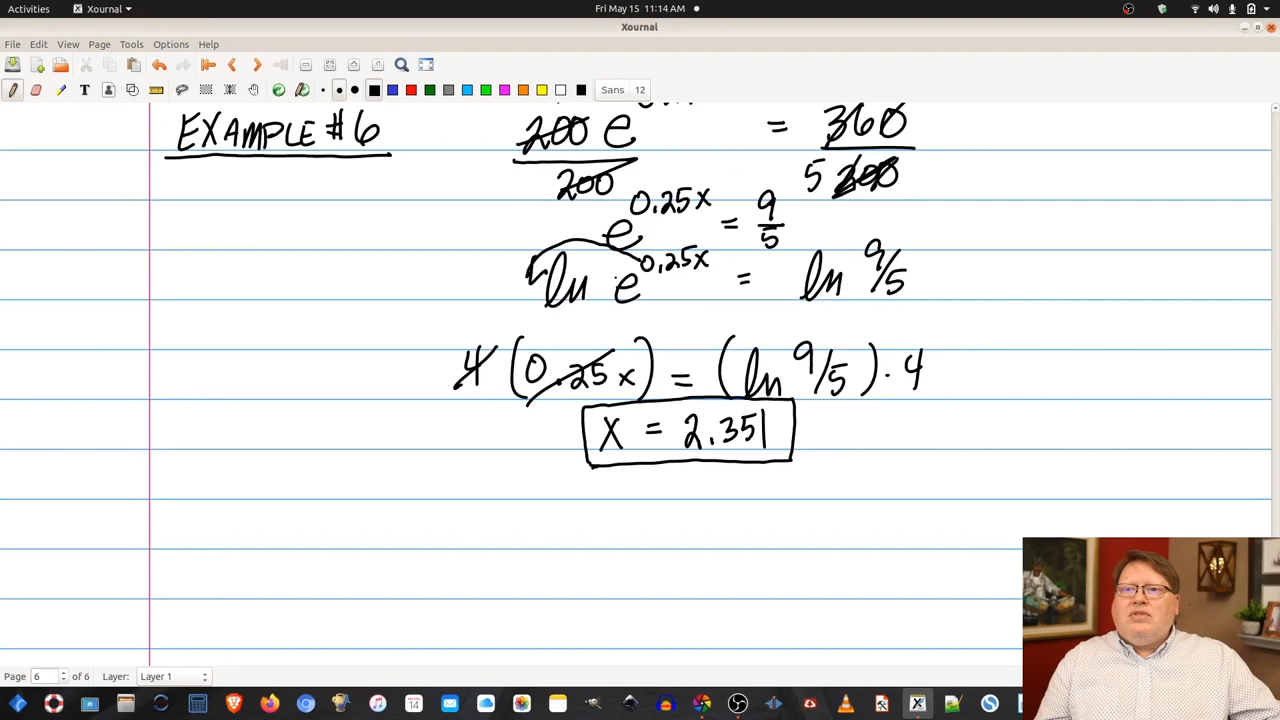 Activities Xournal Fri May 15 11:14 AM
Xournal
File Edit View Page Tools Options Help
T Sans 12
EXAMPLE #6
200 e = 360
200 5 200
e^0.25x = 9/5
ln e^0.25x = ln 9/5
4 (0.25x) = (ln 9/5) · 4
x = 2.351
Page 6 of 6 Layer: Layer 1